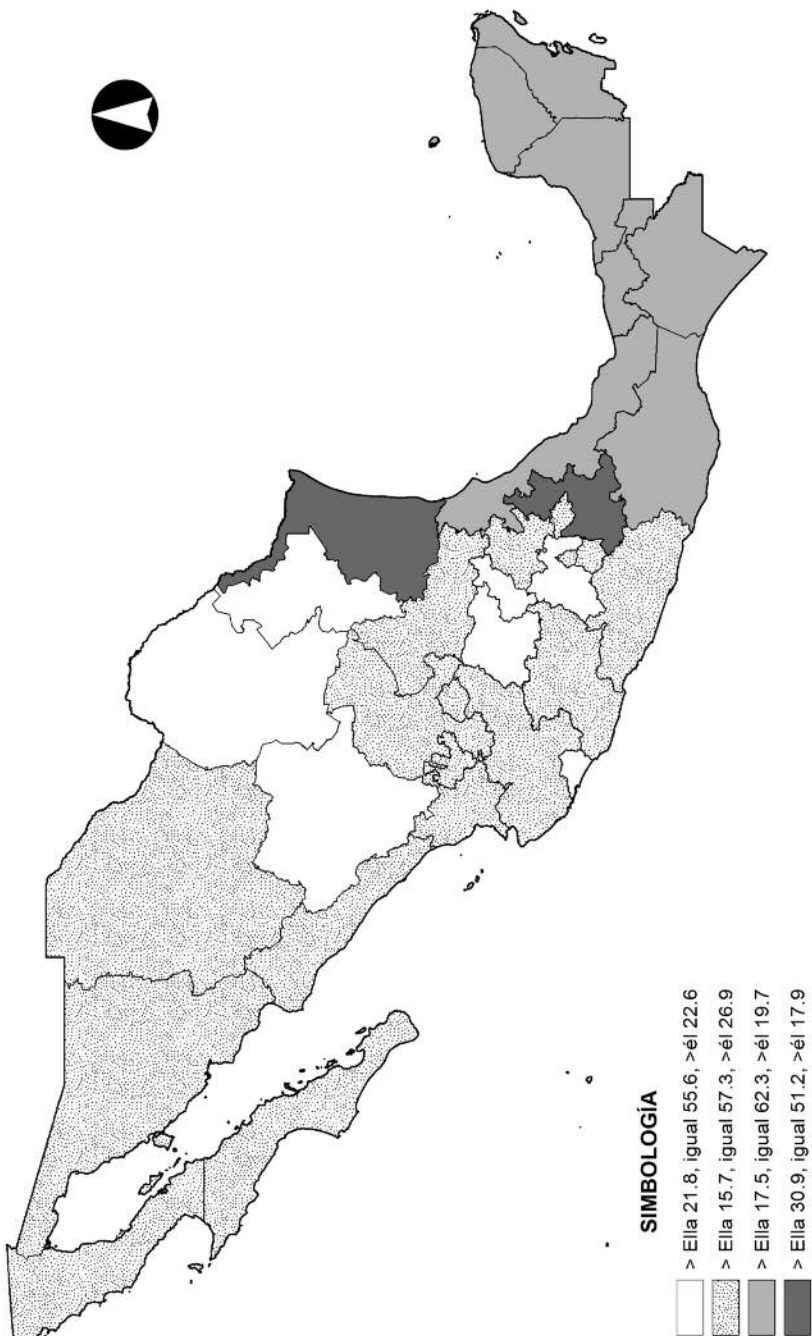 SIMBOLOGÍA
> Ella 21.8, igual 55.6, >él 22.6
> Ella 15.7, igual 57.3, >él 26.9
> Ella 17.5, igual 62.3, >él 19.7
> Ella 30.9, igual 51.2, >él 17.9